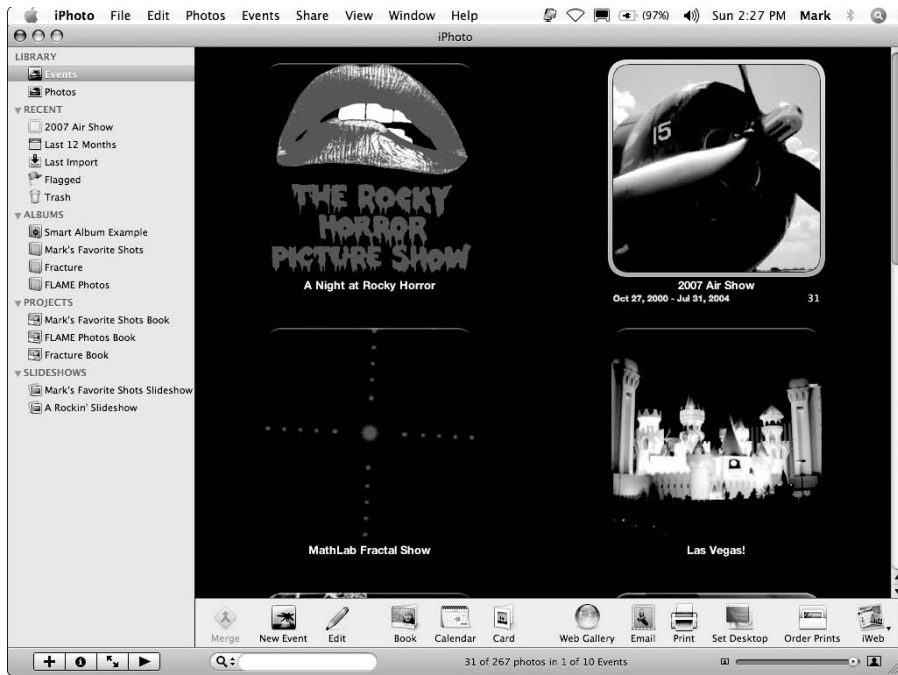 iPhoto File Edit Photos Events Share View Window Help (97%) Sun 2:27 PM Mark
iPhoto
LIBRARY
Events
Photos
RECENT
2007 Air Show
Last 12 Months
Last Import
Flagged
Trash
ALBUMS
Smart Album Example
Mark's Favorite Shots
Fracture
FLAME Photos
PROJECTS
Mark's Favorite Shots Book
FLAME Photos Book
Fracture Book
SLIDESHOWS
Mark's Favorite Shots Slideshow
A Rockin' Slideshow
THE ROCKY
HORROR
PICTURE SHOW
A Night at Rocky Horror
15
2007 Air Show
Oct 27, 2000 - Jul 31, 2004 31
MathLab Fractal Show
Las Vegas!
Merge New Event Edit Book Calendar Card Web Gallery Email Print Set Desktop Order Prints iWeb
31 of 267 photos in 1 of 10 Events